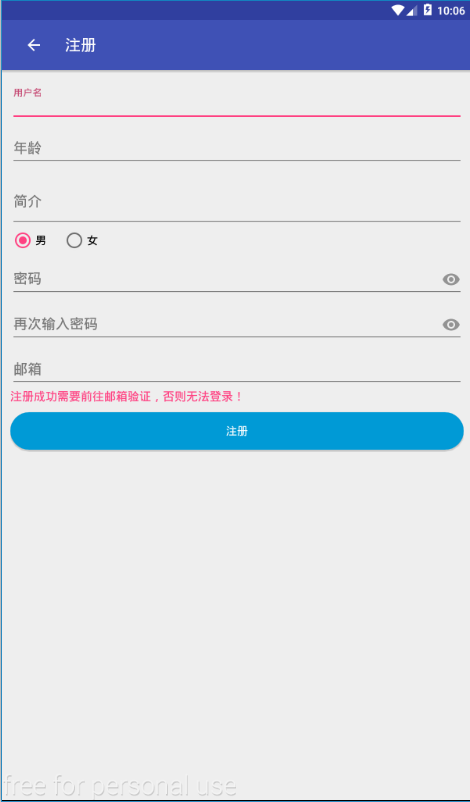 10:06
注册
用户名
年龄
简介
男 女
密码
再次输入密码
邮箱
注册成功需要前往邮箱验证，否则无法登录！
注册
free for personal use